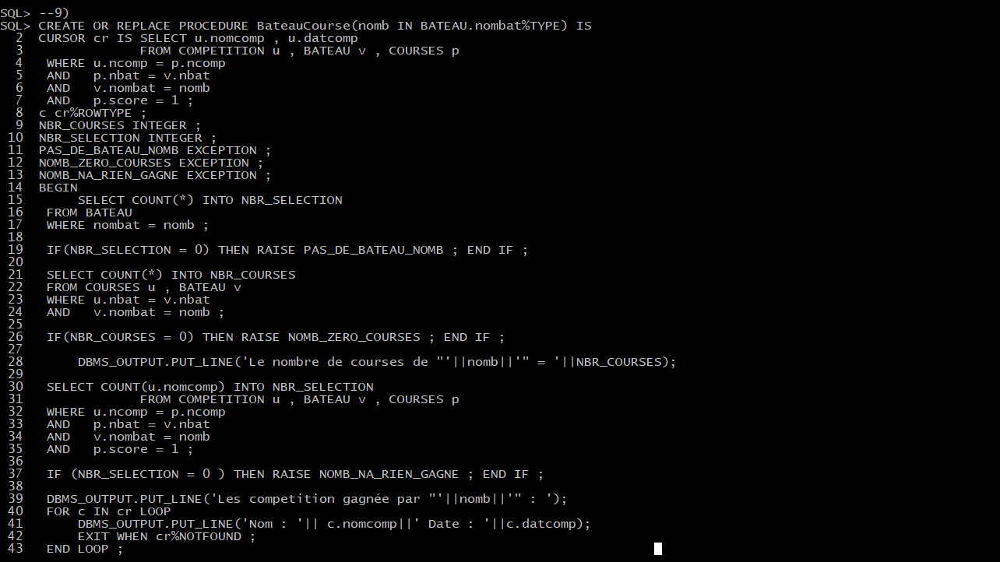 SQL> --9)
SQL> CREATE OR REPLACE PROCEDURE BateauCourse(nomb IN BATEAU.nombat%TYPE) IS
2 CURSOR cr IS SELECT u.nomcomp , u.datcomp
3 FROM COMPETITION u , BATEAU v , COURSES p
4 WHERE u.ncomp = p.ncomp
5 AND p.nbat = v.nbat
6 AND v.nombat = nomb
7 AND p.score = 1 ;
8 c cr%ROWTYPE ;
9 NBR_COURSES INTEGER ;
10 NBR_SELECTION INTEGER ;
11 PAS_DE_BATEAU_NOMB EXCEPTION ;
12 NOMB_ZERO_COURSES EXCEPTION ;
13 NOMB_NA_RIEN_GAGNE EXCEPTION ;
14 BEGIN
15 SELECT COUNT(*) INTO NBR_SELECTION
16 FROM BATEAU
17 WHERE nombat = nomb ;
18
19 IF(NBR_SELECTION = 0) THEN RAISE PAS_DE_BATEAU_NOMB ; END IF ;
20
21 SELECT COUNT(*) INTO NBR_COURSES
22 FROM COURSES u , BATEAU v
23 WHERE u.nbat = v.nbat
24 AND v.nombat = nomb ;
25
26 IF(NBR_COURSES = 0) THEN RAISE NOMB_ZERO_COURSES ; END IF ;
27
28 DBMS_OUTPUT.PUT_LINE('Le nombre de courses de "'||nomb||'" = '||NBR_COURSES);
29
30 SELECT COUNT(u.nomcomp) INTO NBR_SELECTION
31 FROM COMPETITION u , BATEAU v , COURSES p
32 WHERE u.ncomp = p.ncomp
33 AND p.nbat = v.nbat
34 AND v.nombat = nomb
35 AND p.score = 1 ;
36
37 IF (NBR_SELECTION = 0 ) THEN RAISE NOMB_NA_RIEN_GAGNE ; END IF ;
38
39 DBMS_OUTPUT.PUT_LINE('Les competition gagnée par "'||nomb||'" : ');
40 FOR c IN cr LOOP
41 DBMS_OUTPUT.PUT_LINE('Nom : '|| c.nomcomp||' Date : '||c.datcomp);
42 EXIT WHEN cr%NOTFOUND ;
43 END LOOP ;